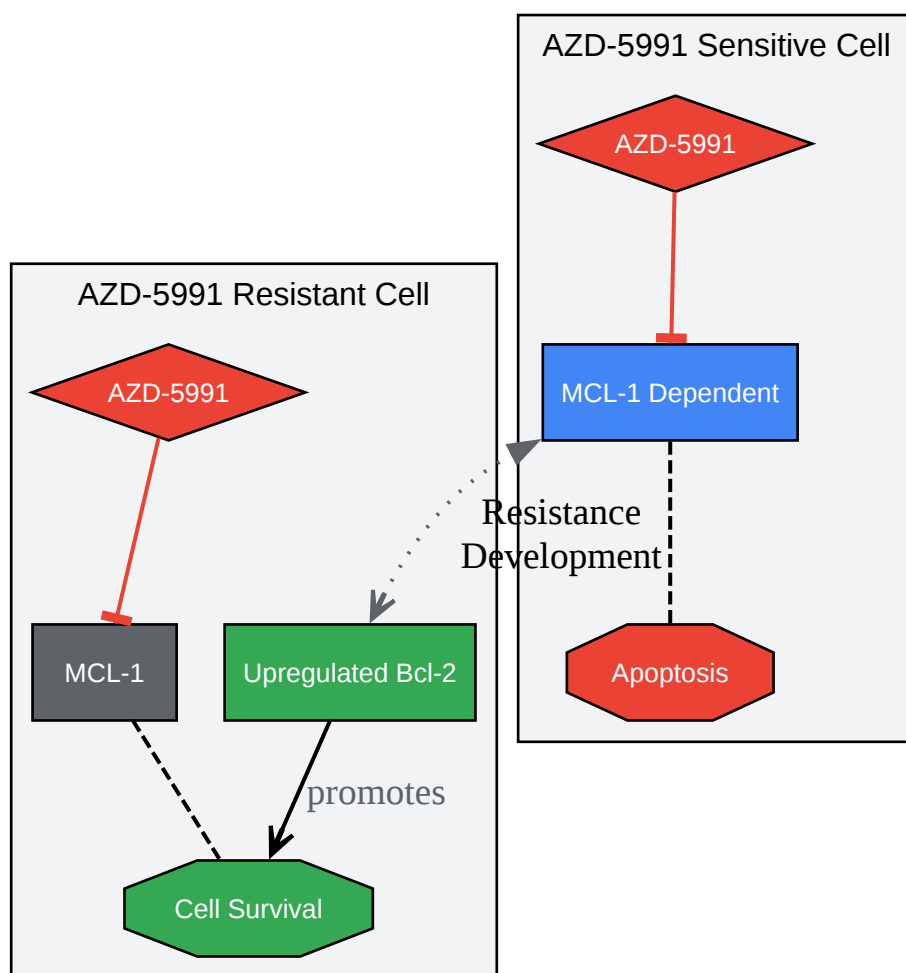 AZD-5991 Sensitive Cell
AZD-5991
MCL-1 Dependent
Apoptosis
Resistance
Development
AZD-5991 Resistant Cell
AZD-5991
MCL-1
Upregulated Bcl-2
promotes
Cell Survival